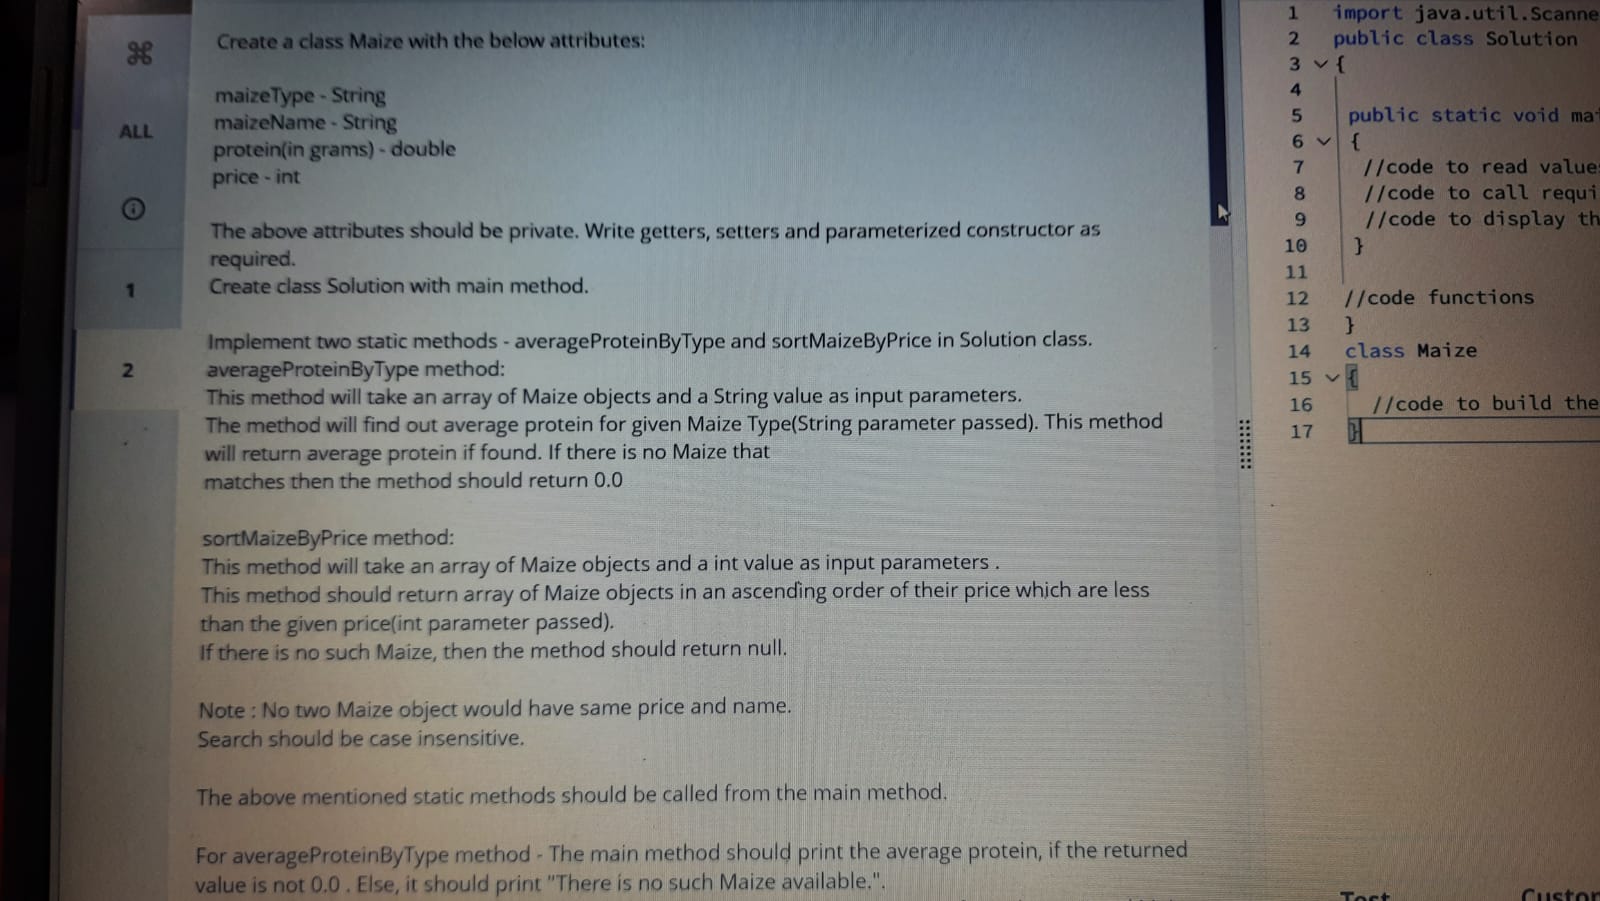 Create a class Maize with the below attributes:
maizeType - String
ALL
maizeName - String
protein(in grams) - double
price - int
The above attributes should be private. Write getters, setters and parameterized constructor as
required.
1
Create class Solution with main method.
Implement two static methods - averageProteinByType and sortMaizeByPrice in Solution class.
2
averageProteinByType method:
This method will take an array of Maize objects and a String value as input parameters.
The method will find out average protein for given Maize Type(String parameter passed). This method
will return average protein if found. If there is no Maize that
matches then the method should return 0.0
sortMaizeByPrice method:
This method will take an array of Maize objects and a int value as input parameters .
This method should return array of Maize objects in an ascending order of their price which are less
than the given price(int parameter passed).
If there is no such Maize, then the method should return null.
Note : No two Maize object would have same price and name.
Search should be case insensitive.
The above mentioned static methods should be called from the main method.
For averageProteinByType method - The main method should print the average protein, if the returned
value is not 0.0 . Else, it should print "There is no such Maize available.".
1 import java.util.Scanne
2 public class Solution
3 {
4
5 public static void ma
6 {
7 //code to read value
8 //code to call requi
9 //code to display th
10 }
11
12 //code functions
13 }
14 class Maize
15 {
16 //code to build the
17 }
Test
Custo